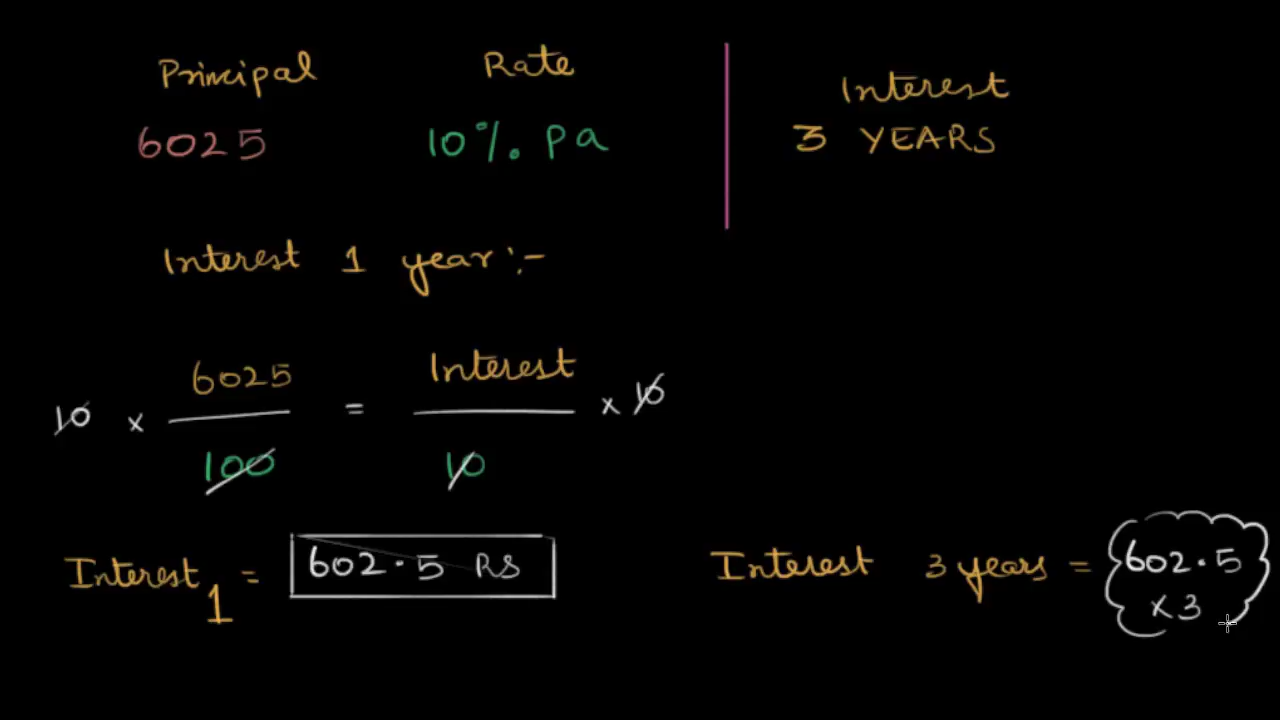 Principal Rate
6025 10%. Pa
Interest
3 YEARS
Interest 1 year :-
10 × 6025 / 100 = Interest / 10 × 10
Interest 1 = 602.5 RS
Interest 3 years = 602.5
×3